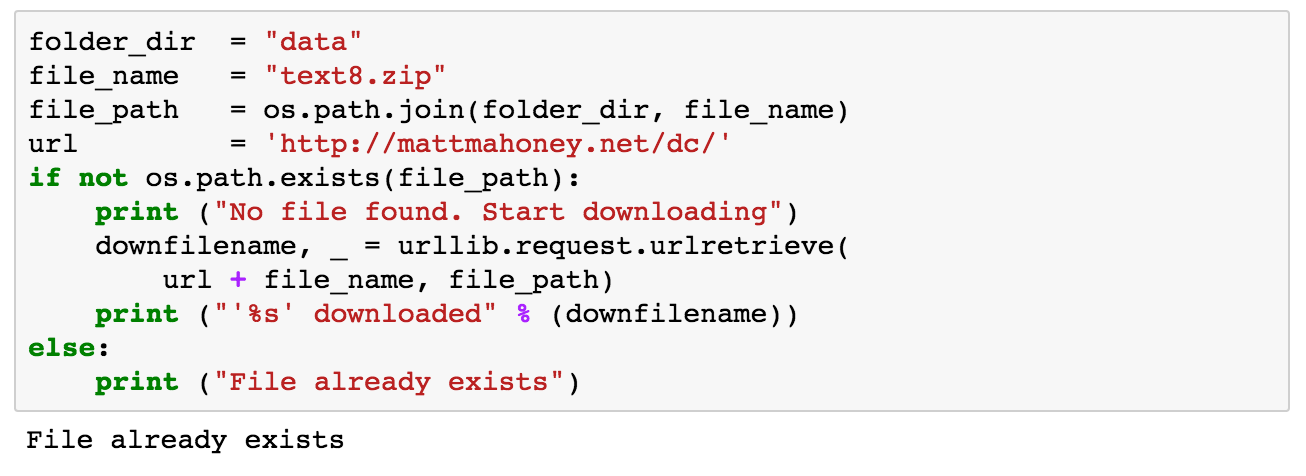 folder_dir  = "data"
file_name   = "text8.zip"
file_path   = os.path.join(folder_dir, file_name)
url         = 'http://mattmahoney.net/dc/'
if not os.path.exists(file_path):
    print ("No file found. Start downloading")
    downfilename, _ = urllib.request.urlretrieve(
        url + file_name, file_path)
    print ("'%s' downloaded" % (downfilename))
else:
    print ("File already exists")
File already exists